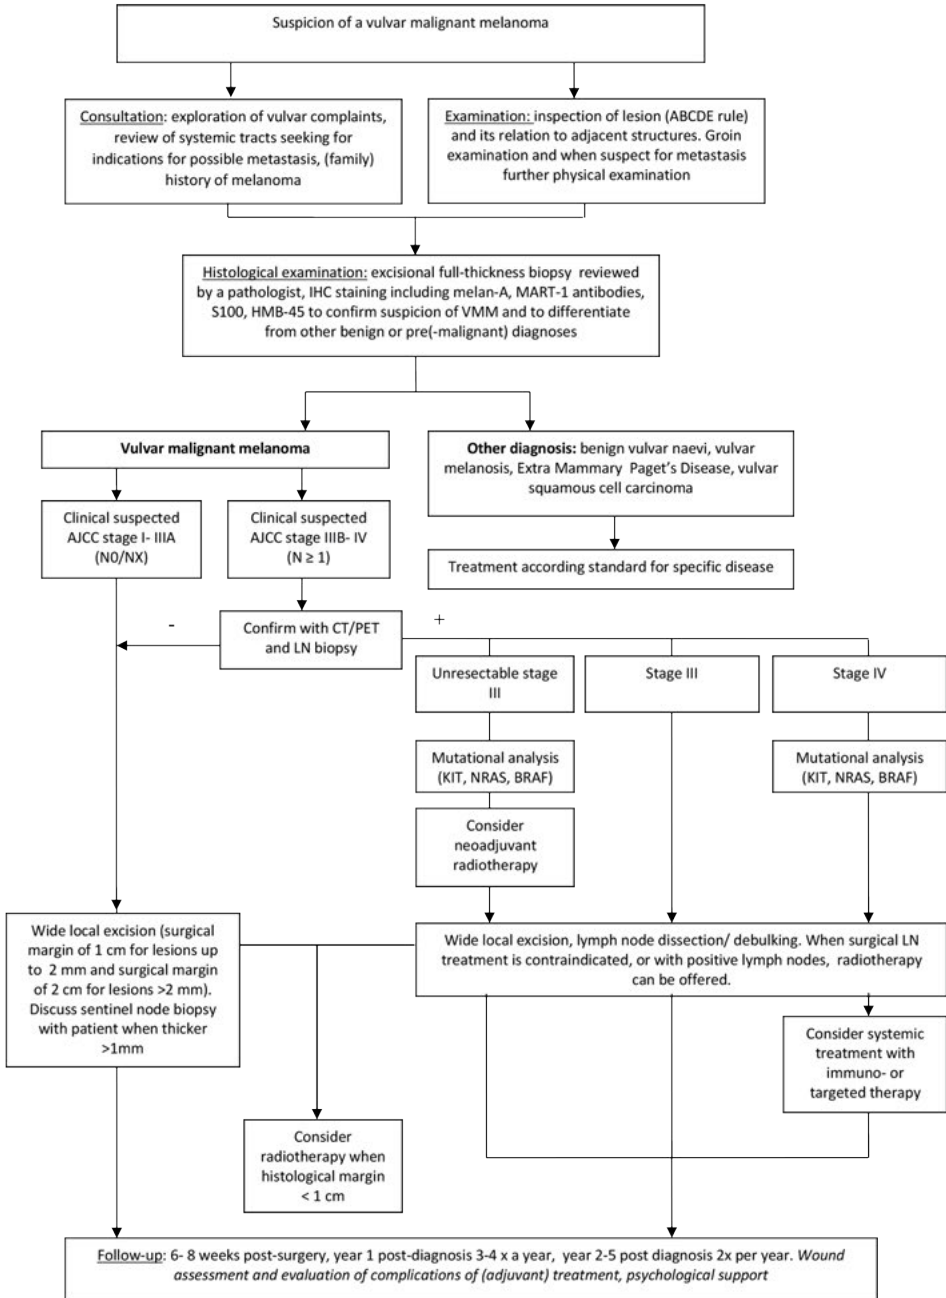 Suspicion of a vulvar malignant melanoma
Consultation: exploration of vulvar complaints,
review of systemic tracts seeking for
indications for possible metastasis, (family)
history of melanoma
Examination: inspection of lesion (ABCDE rule)
and its relation to adjacent structures. Groin
examination and when suspect for metastasis
further physical examination
Histological examination: excisional full-thickness biopsy reviewed
by a pathologist, IHC staining including melan-A, MART-1 antibodies,
S100, HMB-45 to confirm suspicion of VMM and to differentiate
from other benign or pre(-malignant) diagnoses
Vulvar malignant melanoma
Other diagnosis: benign vulvar naevi, vulvar
melanosis, Extra Mammary Paget's Disease, vulvar
squamous cell carcinoma
Clinical suspected
AJCC stage I- IIIA
(N0/NX)
Clinical suspected
AJCC stage IIIB- IV
(N ≥ 1)
Treatment according standard for specific disease
-
Confirm with CT/PET
and LN biopsy
+
Unresectable stage
III
Stage III
Stage IV
Mutational analysis
(KIT, NRAS, BRAF)
Mutational analysis
(KIT, NRAS, BRAF)
Consider
neoadjuvant
radiotherapy
Wide local excision (surgical
margin of 1 cm for lesions up
to 2 mm and surgical margin
of 2 cm for lesions >2 mm).
Discuss sentinel node biopsy
with patient when thicker
>1mm
Wide local excision, lymph node dissection/ debulking. When surgical LN
treatment is contraindicated, or with positive lymph nodes, radiotherapy
can be offered.
Consider systemic
treatment with
immuno- or
targeted therapy
Consider
radiotherapy when
histological margin
< 1 cm
Follow-up: 6- 8 weeks post-surgery, year 1 post-diagnosis 3-4 x a year, year 2-5 post diagnosis 2x per year. Wound
assessment and evaluation of complications of (adjuvant) treatment, psychological support